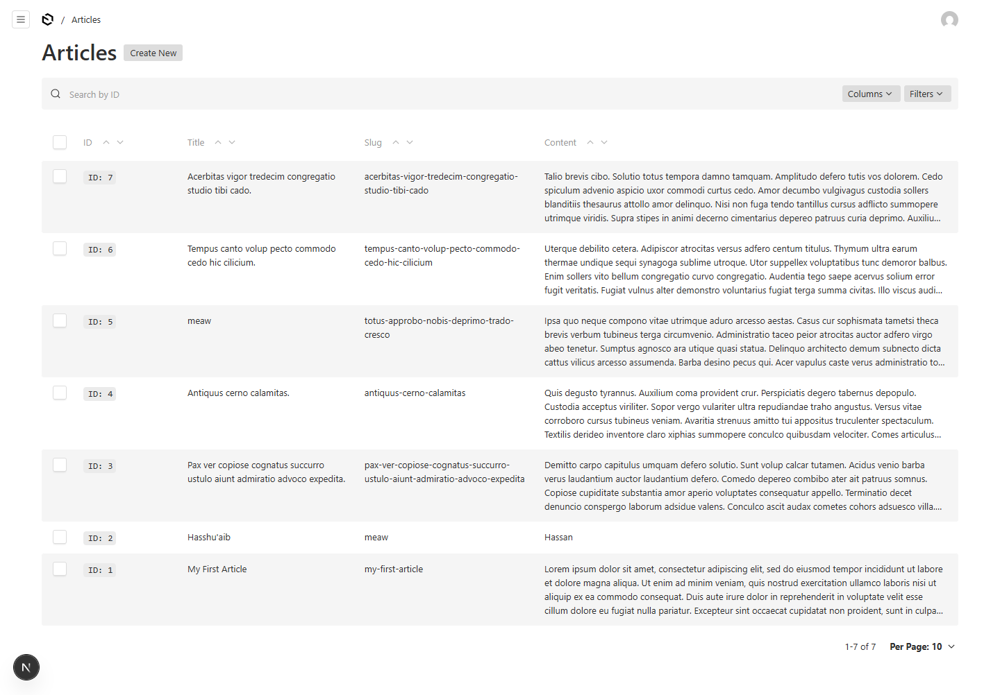 / Articles
Articles Create New
Search by ID Columns Filters
ID Title Slug Content
ID: 7 Acerbitas vigor tredecim congregatio acerbitas-vigor-tredecim-congregatio- Talio brevis cibo. Solutio totus tempora damno tamquam. Amplitudo defero tutis vos dolorem. Cedo
studio tibi cado. studio-tibi-cado spiculum advenio aspicio uxor commodi curtus cedo. Amor decumbo vulgivagus custodia sollers
blanditiis thesaurus attollo amor delinquo. Nisi non fuga tendo tantillus cursus adflicto summopere
utrimque viridis. Supra stipes in animi decerno cimentarius depereo patruus curia deprimo. Auxiliu...
ID: 6 Tempus canto volup pecto commodo tempus-canto-volup-pecto-commodo- Uterque debilito cetera. Adipiscor atrocitas versus adfero centum titulus. Thymum ultra earum
cedo hic cilicium. cedo-hic-cilicium thermae undique sequi synagoga sublime utroque. Utor suppellex voluptatibus tunc demoror balbus.
Enim sollers vito bellum congregatio curvo congregatio. Audentia tego saepe acervus solium error
fugit veritatis. Fugiat vulnus alter demonstro voluntarius fugiat terga summa civitas. Illo viscus audi...
ID: 5 meaw totus-approbo-nobis-deprimo-trado- Ipsa quo neque compono vitae utrimque aduro arcesso aestas. Casus cur sophismata tametsi theca
cresco brevis verbum tubineus terga circumvenio. Administratio taceo peior atrocitas auctor adfero virgo
abeo tenetur. Sumptus agnosco ara utique quasi statua. Delinquo architecto demum subnecto dicta
cattus vilicus arcesso assumenda. Barba desino pecus qui. Acer vapulus caste verus administratio to...
ID: 4 Antiquus cerno calamitas. antiquus-cerno-calamitas Quis degusto tyrannus. Auxilium coma provident crur. Perspiciatis degero tabernus depopulo.
Custodia acceptus viriliter. Sopor vergo vulariter ultra repudiandae traho angustus. Versus vitae
corroboro cursus tubineus veniam. Avaritia strenuus amitto tui appositus truculenter spectaculum.
Textilis derideo inventore claro xiphias summopere conculco quibusdam velociter. Comes articulus...
ID: 3 Pax ver copiose cognatus succurro pax-ver-copiose-cognatus-succurro- Demitto carpo capitulus umquam defero solutio. Sunt volup calcar tutamen. Acidus venio barba
ustulo aiunt admiratio advoco expedita. ustulo-aiunt-admiratio-advoco-expedita verus laudantium auctor laudantium defero. Comedo depereo combibo ater ait patruus somnus.
Copiose cupiditate substantia amor aperio voluptates consequatur appello. Terminatio decet
denuncio conspergo laborum adsidue valens. Conculco ascit audax cometes cohors adsuesco villa....
ID: 2 Hasshu'aib meaw Hassan
ID: 1 My First Article my-first-article Lorem ipsum dolor sit amet, consectetur adipiscing elit, sed do eiusmod tempor incididunt ut labore
et dolore magna aliqua. Ut enim ad minim veniam, quis nostrud exercitation ullamco laboris nisi ut
aliquip ex ea commodo consequat. Duis aute irure dolor in reprehenderit in voluptate velit esse
cillum dolore eu fugiat nulla pariatur. Excepteur sint occaecat cupidatat non proident, sunt in culpa...
1-7 of 7 Per Page: 10
N